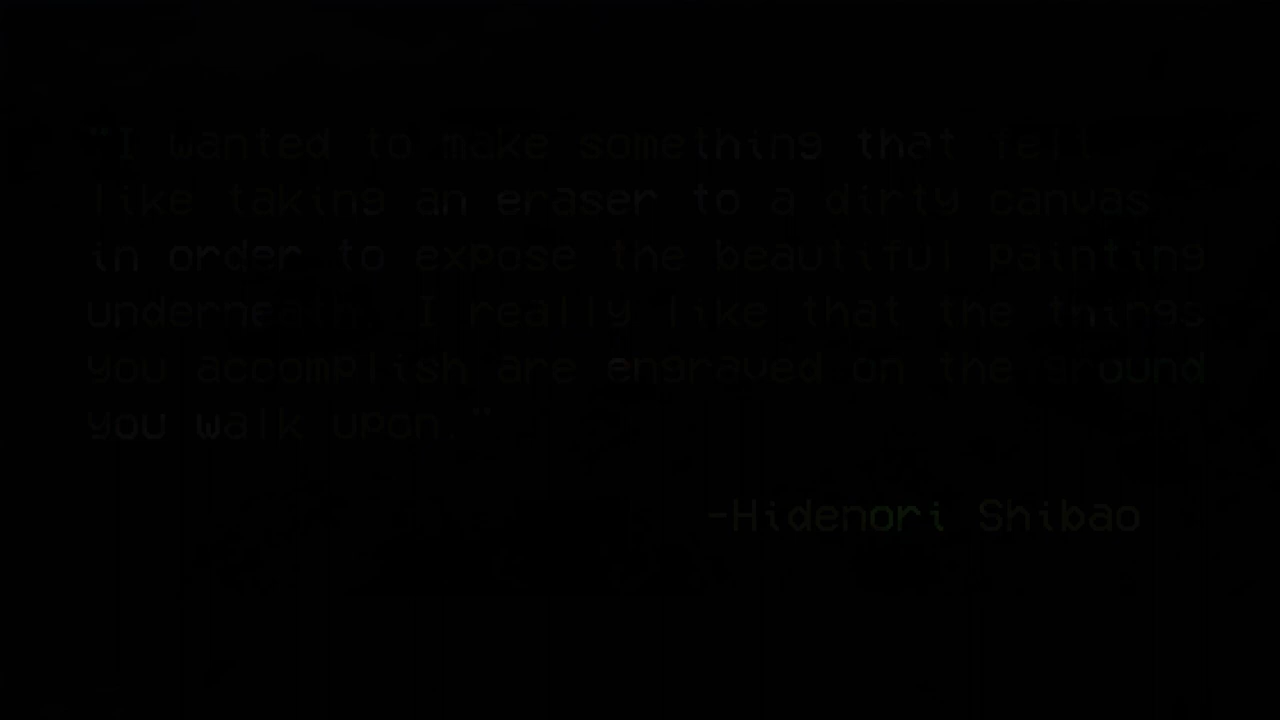 "I wanted to make something that fell
like taking an eraser to a dirty canvas
in order to expose the beautiful painting
underneath. I really like that the things
you accomplish are engraved on the ground
you walk upon."
-Hidenori Shibao